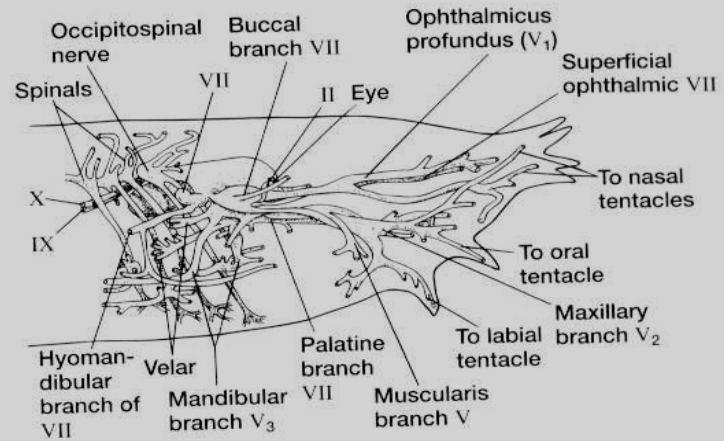 Occipitospinal
nerve
Buccal
branch VII
Ophthalmicus
profundus (V₁)
Superficial
ophthalmic VII
Spinals
VII
II
Eye
X
IX
To nasal
tentacles
To oral
tentacle
Maxillary
branch V₂
To labial
tentacle
Hyoman-
dibular
branch of
VII
Velar
Mandibular
branch V₃
Palatine
branch
VII
Muscularis
branch V